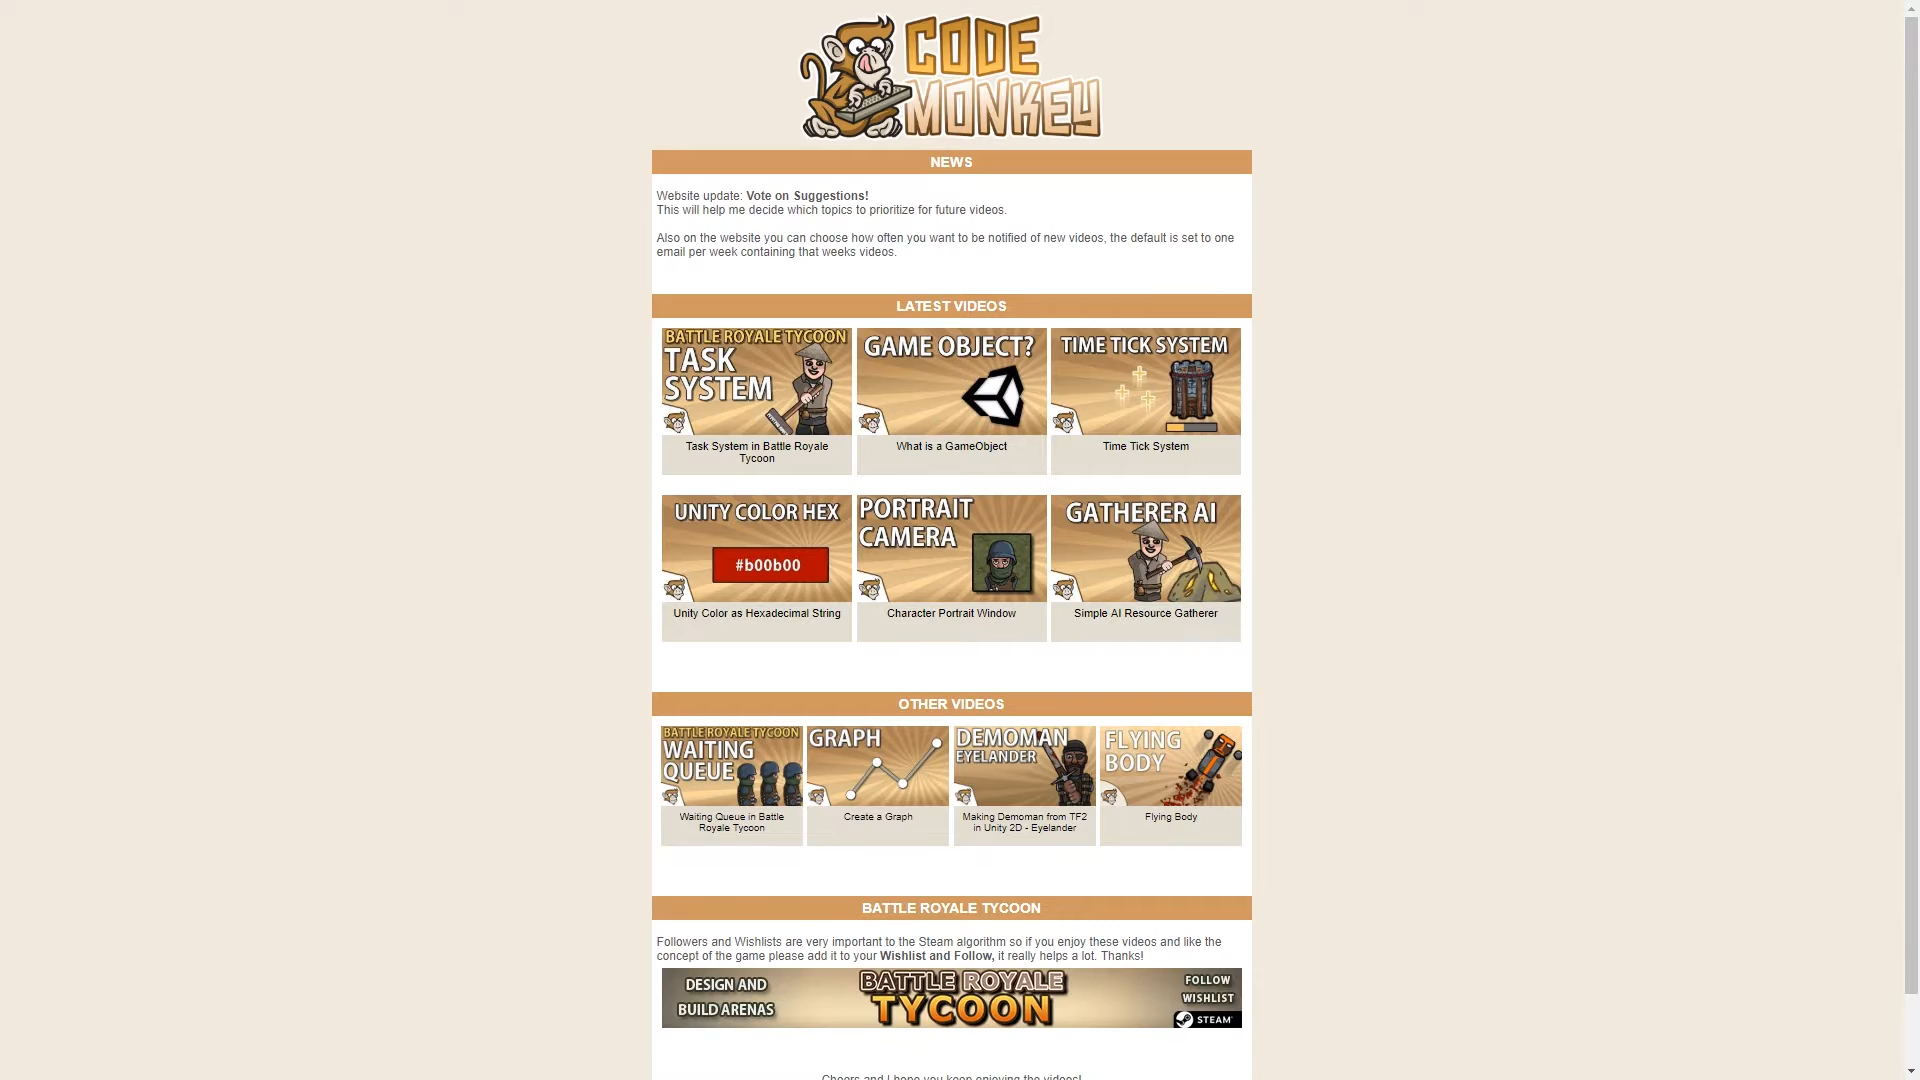 CODE
MONKEY
NEWS
Website update: Vote on Suggestions!
This will help me decide which topics to prioritize for future videos.
Also on the website you can choose how often you want to be notified of new videos, the default is set to one
email per week containing that weeks videos.
LATEST VIDEOS
BATTLE ROYALE TYCOON
TASK
SYSTEM
GAME OBJECT?
TIME TICK SYSTEM
Task System in Battle Royale
Tycoon
What is a GameObject
Time Tick System
UNITY COLOR HEX
#b00b00
PORTRAIT
CAMERA
GATHERER AI
Unity Color as Hexadecimal String
Character Portrait Window
Simple AI Resource Gatherer
OTHER VIDEOS
BATTLE ROYALE TYCOON
WAITING
QUEUE
GRAPH
DEMOMAN
EYELANDER
FLYING
BODY
Waiting Queue in Battle
Royale Tycoon
Create a Graph
Making Demoman from TF2
in Unity 2D - Eyelander
Flying Body
BATTLE ROYALE TYCOON
Followers and Wishlists are very important to the Steam algorithm so if you enjoy these videos and like the
concept of the game please add it to your Wishlist and Follow, it really helps a lot. Thanks!
DESIGN AND
BUILD ARENAS
BATTLE ROYALE
TYCOON
FOLLOW
WISHLIST
STEAM
Cheers and I hope you keep enjoying the videos!